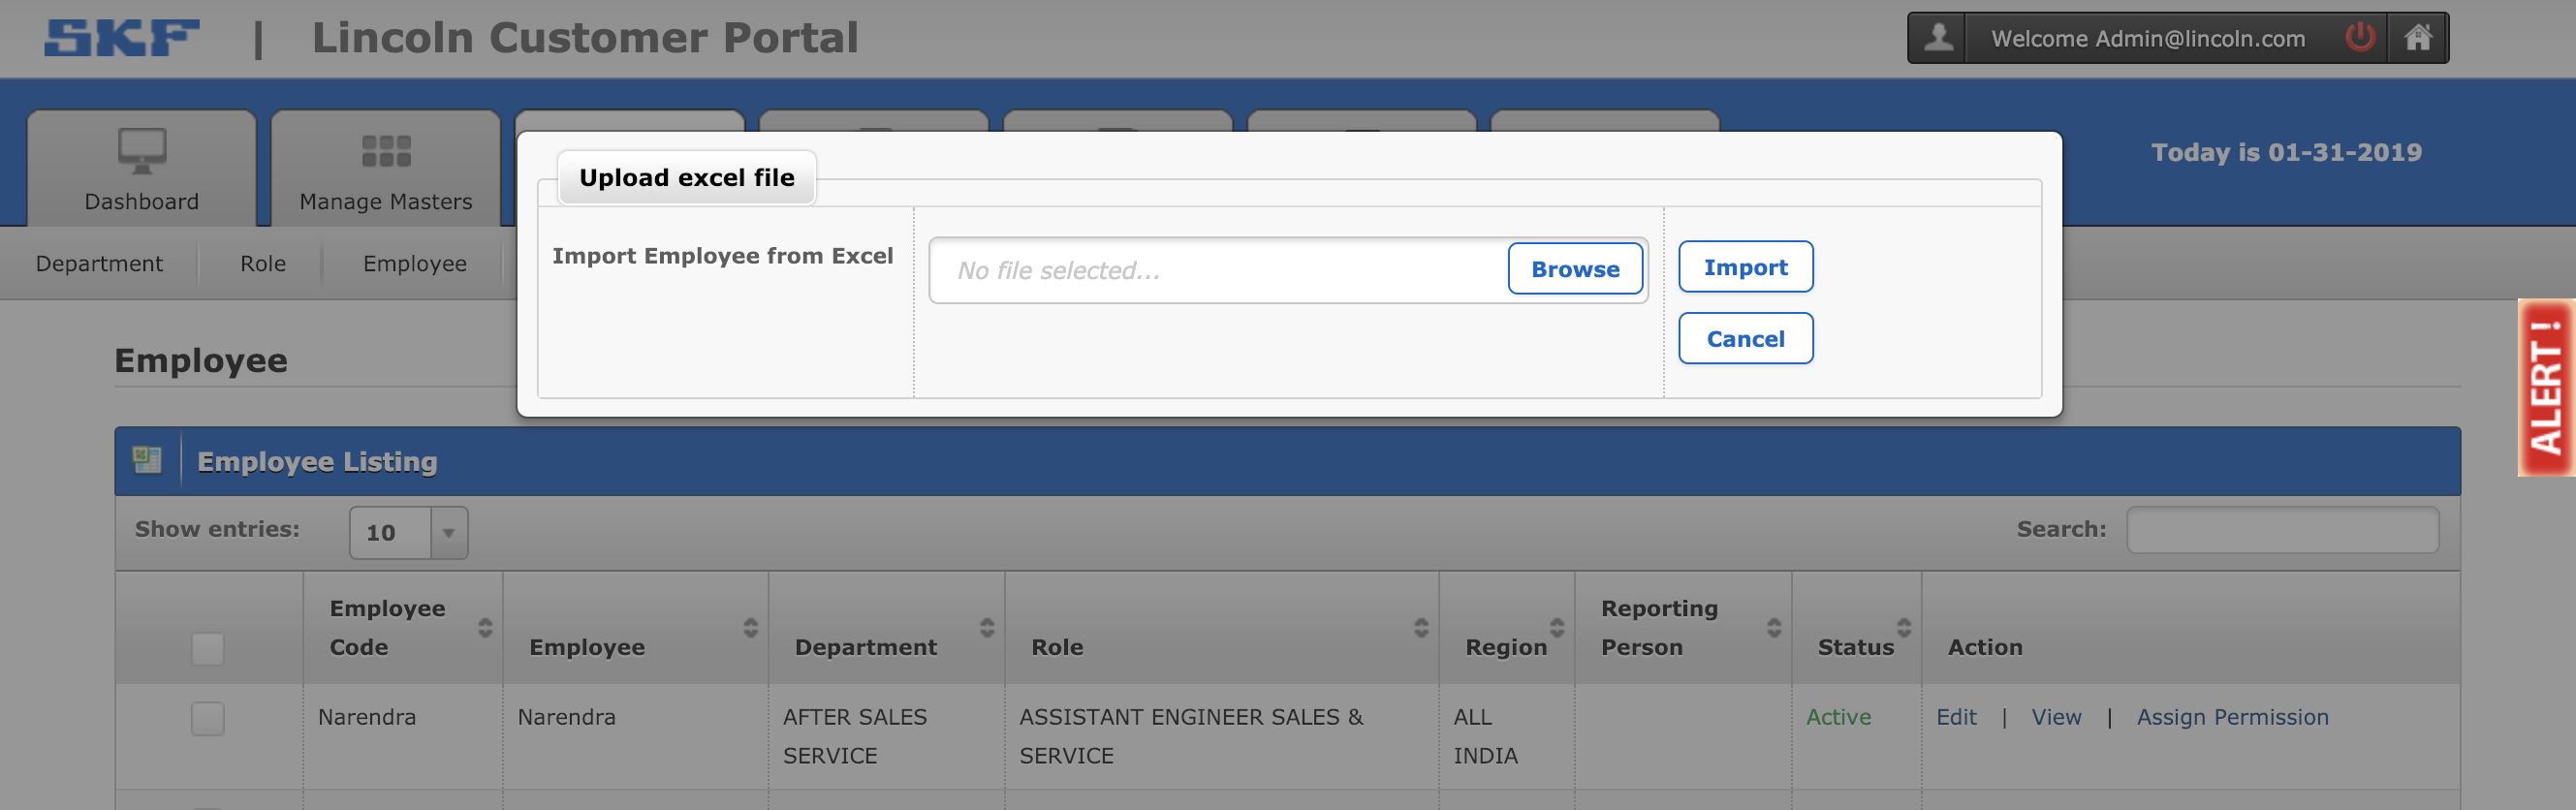 SKF | Lincoln Customer Portal
Welcome Admin@lincoln.com
Today is 01-31-2019
Dashboard
Manage Masters
Department
Role
Employee
Upload excel file
Import Employee from Excel
No file selected...
Browse
Import
Cancel
ALERT !
Employee
Employee Listing
Show entries:
10
Search:
Employee Code
Employee
Department
Role
Region
Reporting Person
Status
Action
Narendra
Narendra
AFTER SALES SERVICE
ASSISTANT ENGINEER SALES & SERVICE
ALL INDIA
Active
Edit | View | Assign Permission